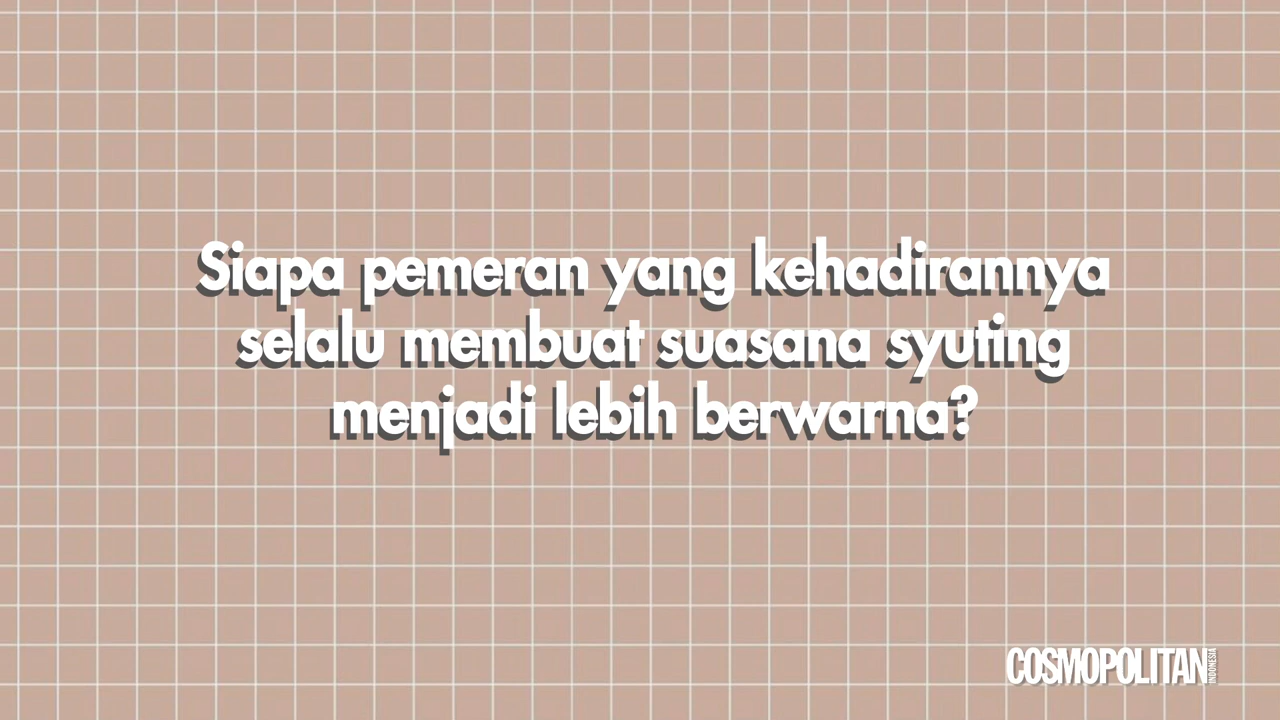 Siapa pemeran yang kehadirannya
selalu membuat suasana syuting
menjadi lebih berwarna?
COSMOPOLITAN
INDONESIA